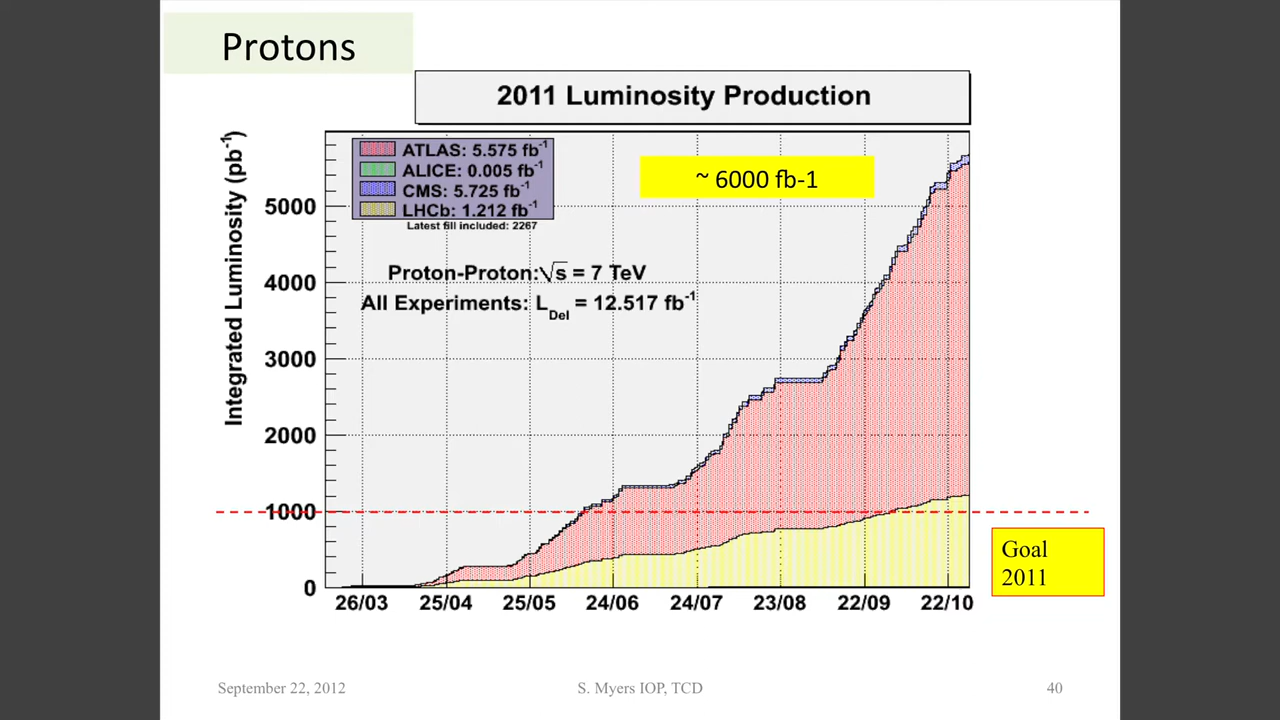 Protons
2011 Luminosity Production
Integrated Luminosity (pb-1)
ATLAS: 5.575 fb-1
ALICE: 0.005 fb-1
CMS: 5.725 fb-1
LHCb: 1.212 fb-1
Latest fill included: 2267
~ 6000 fb-1
Proton-Proton:√s = 7 TeV
All Experiments: LDel = 12.517 fb-1
5000
4000
3000
2000
1000
0
26/03 25/04 25/05 24/06 24/07 23/08 22/09 22/10
Goal
2011
September 22, 2012 S. Myers IOP, TCD 40